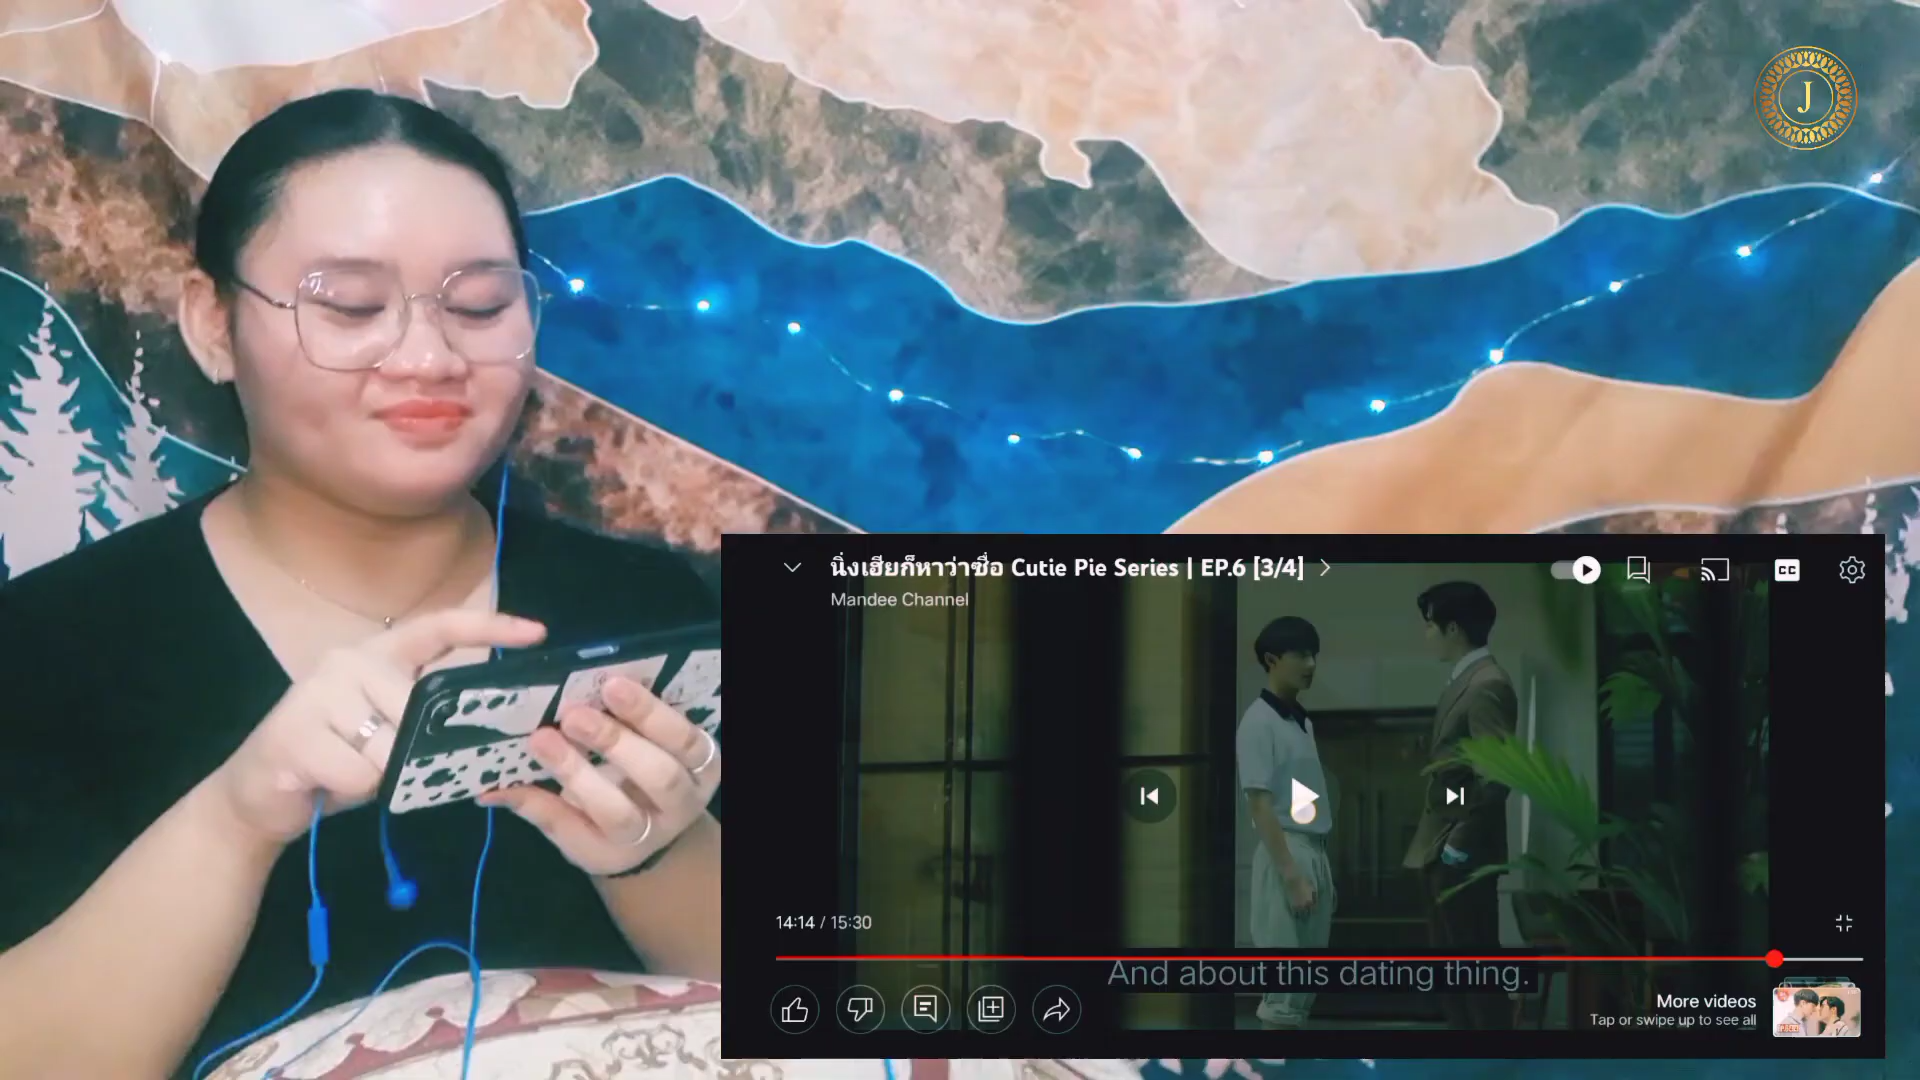 J
นิ่งเฮียก็หาว่าซื่อ Cutie Pie Series | EP.6 [3/4]
Mandee Channel
CC
14:14 / 15:30
And about this dating thing.
More videos
Tap or swipe up to see all